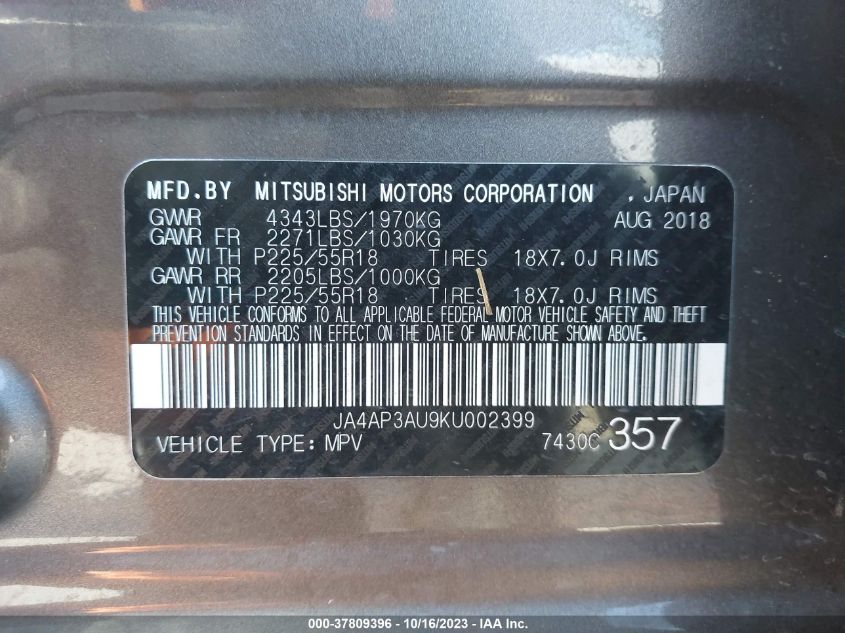 MFD.BY MITSUBISHI MOTORS CORPORATION , JAPAN
GVWR 4343LBS/1970KG AUG 2018
GAWR FR 2271LBS/1030KG
WITH P225/55R18 TIRES 18X7.0J RIMS
GAWR RR 2205LBS/1000KG
WITH P225/55R18 TIRES 18X7.0J RIMS
THIS VEHICLE CONFORMS TO ALL APPLICABLE FEDERAL MOTOR VEHICLE SAFETY AND THEFT
PREVENTION STANDARDS IN EFFECT ON THE DATE OF MANUFACTURE SHOWN ABOVE.
JA4AP3AU9KU002399
VEHICLE TYPE: MPV 7430C 357
000-37809396 - 10/16/2023 - IAA Inc.